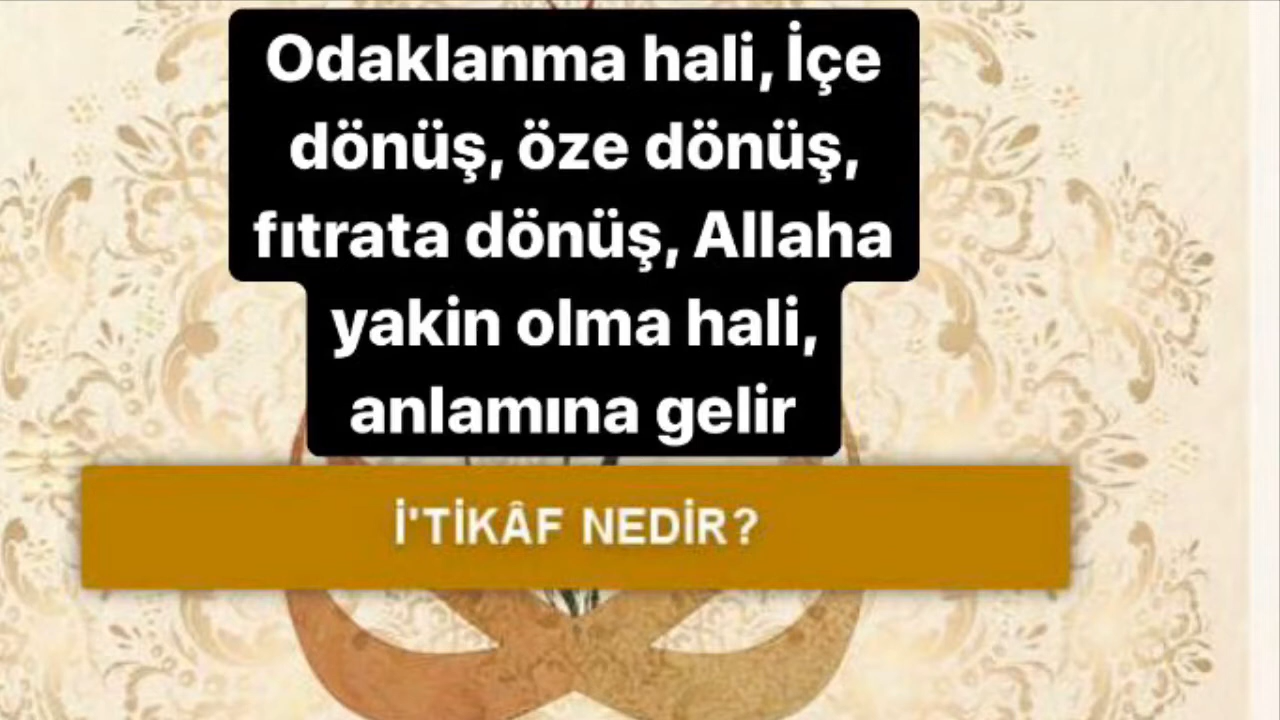 Odaklanma hali, İçe
dönüş, öze dönüş,
fıtrata dönüş, Allaha
yakin olma hali,
anlamına gelir
İ'TİKÂF NEDİR?